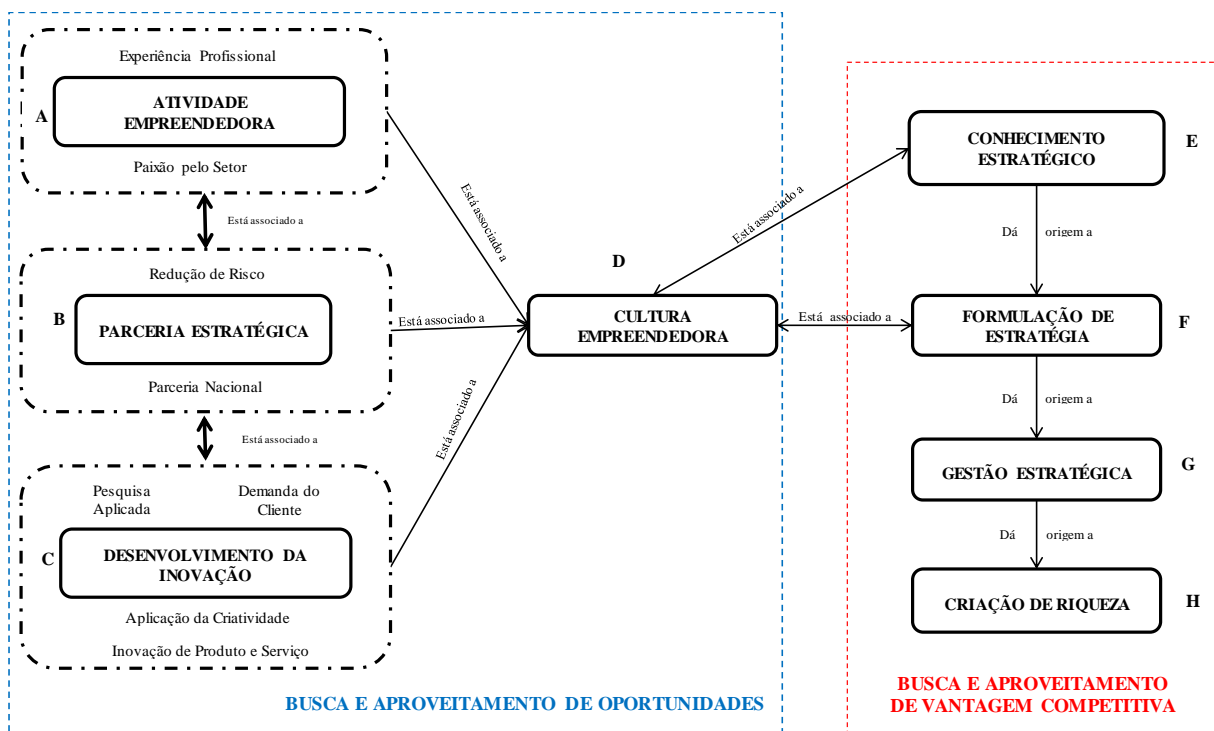 Experiência Profissional
A
ATIVIDADE
EMPREENDEDORA
Paixão pelo Setor
Está associado a
Redução de Risco
B
PARCERIA ESTRATÉGICA
Parceria Nacional
Está associado a
Pesquisa
Aplicada
Demanda do
Cliente
C
DESENVOLVIMENTO DA
INOVAÇÃO
Aplicação da Criatividade
Inovação de Produto e Serviço
Está associado a
Está associado a
Está associado a
D
CULTURA
EMPREENDEDORA
BUSCA E APROVEITAMENTO DE OPORTUNIDADES
Está associado a
Está associado a
CONHECIMENTO
ESTRATÉGICO
E
Dá origem a
FORMULAÇÃO DE
ESTRATÉGIA
F
Dá origem a
GESTÃO ESTRATÉGICA
G
Dá origem a
CRIAÇÃO DE RIQUEZA
H
BUSCA E APROVEITAMENTO
DE VANTAGEM COMPETITIVA